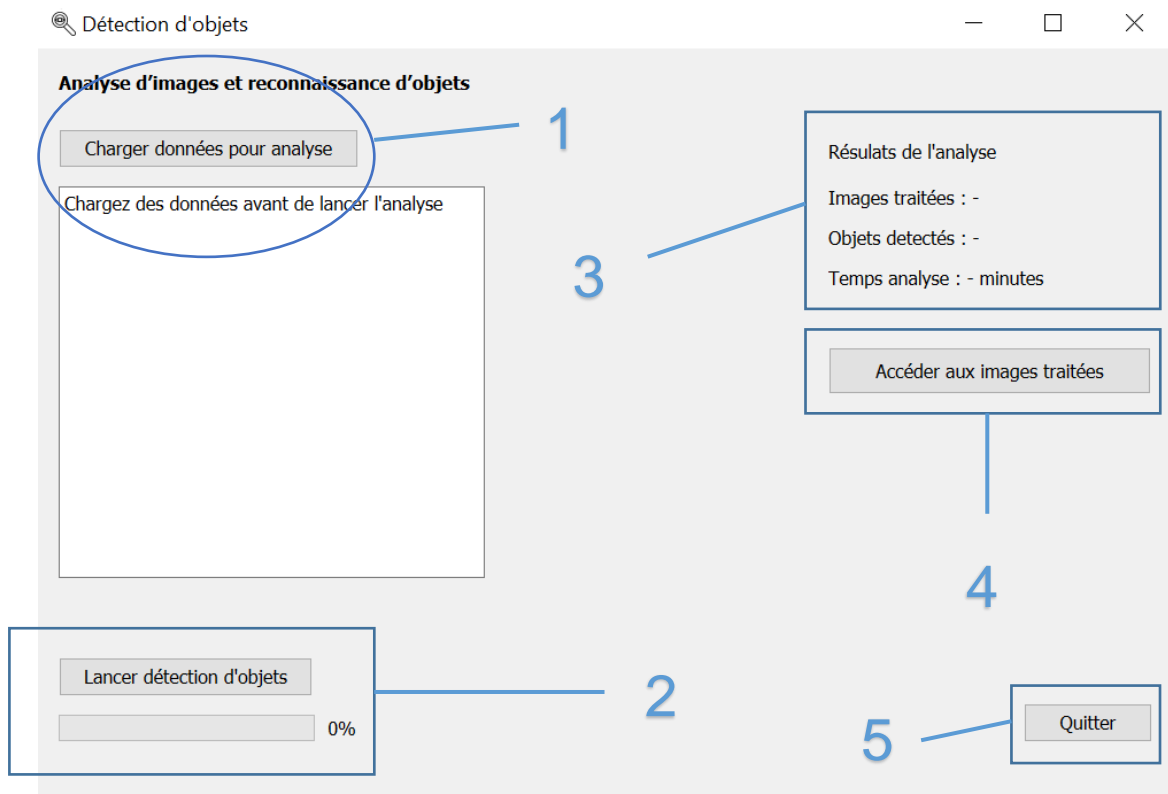 Détection d'objets
Analyse d’images et reconnaissance d’objets
1
Charger données pour analyse
Chargez des données avant de lancer l'analyse
Résulats de l'analyse
Images traitées : -
Objets detectés : -
Temps analyse : - minutes
3
Accéder aux images traitées
4
Lancer détection d'objets
0%
2
5
Quitter